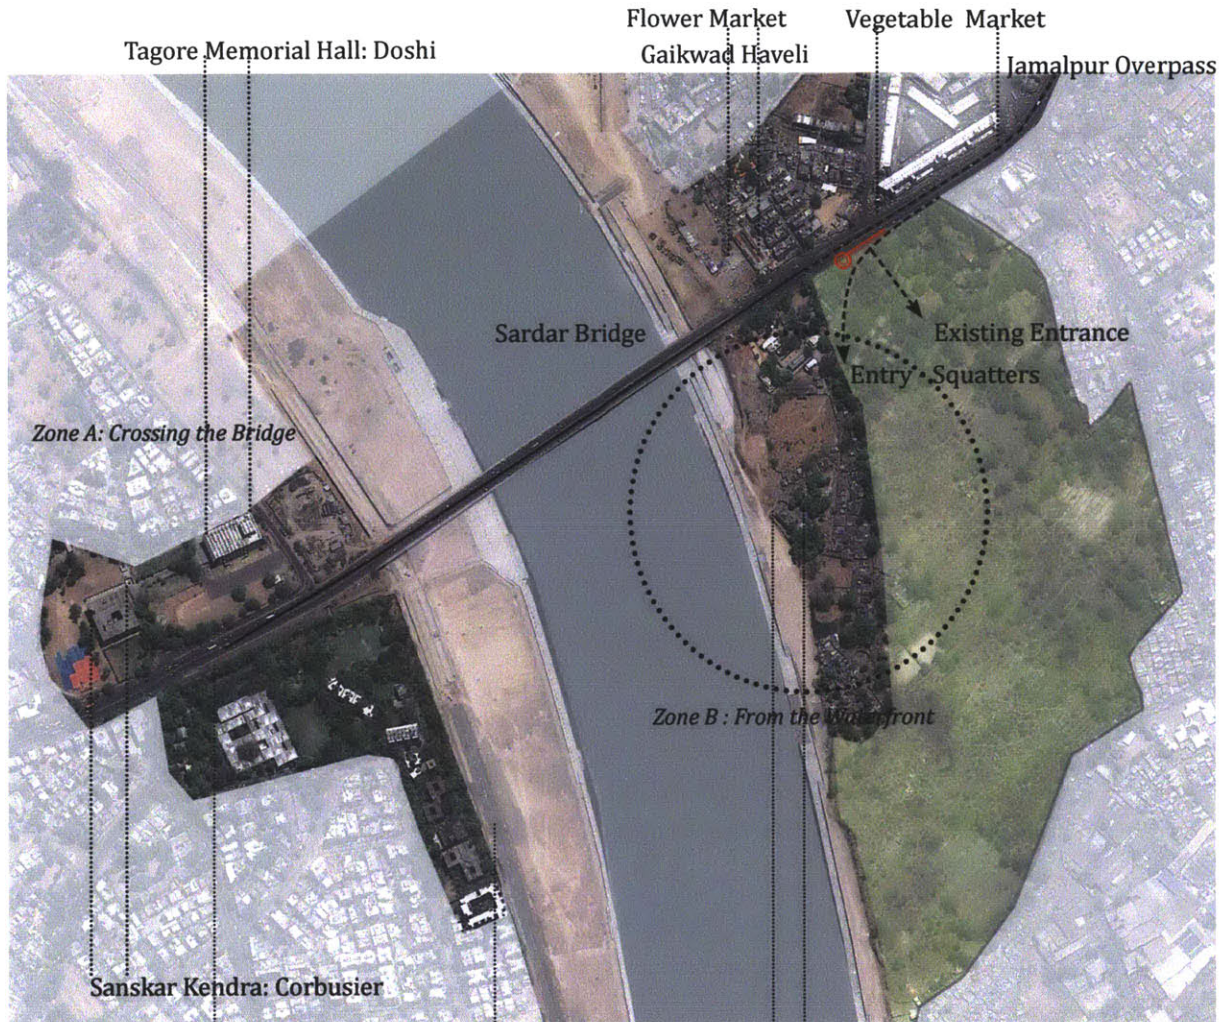 Flower Market
Vegetable Market
Tagore Memorial Hall: Doshi
Gaikwad Haveli
Jamalpur Overpass
Sardar Bridge
Existing Entrance
Entry Squatters
Zone A: Crossing the Bridge
Zone B : From the Waterfront
Sanskar Kendra: Corbusier